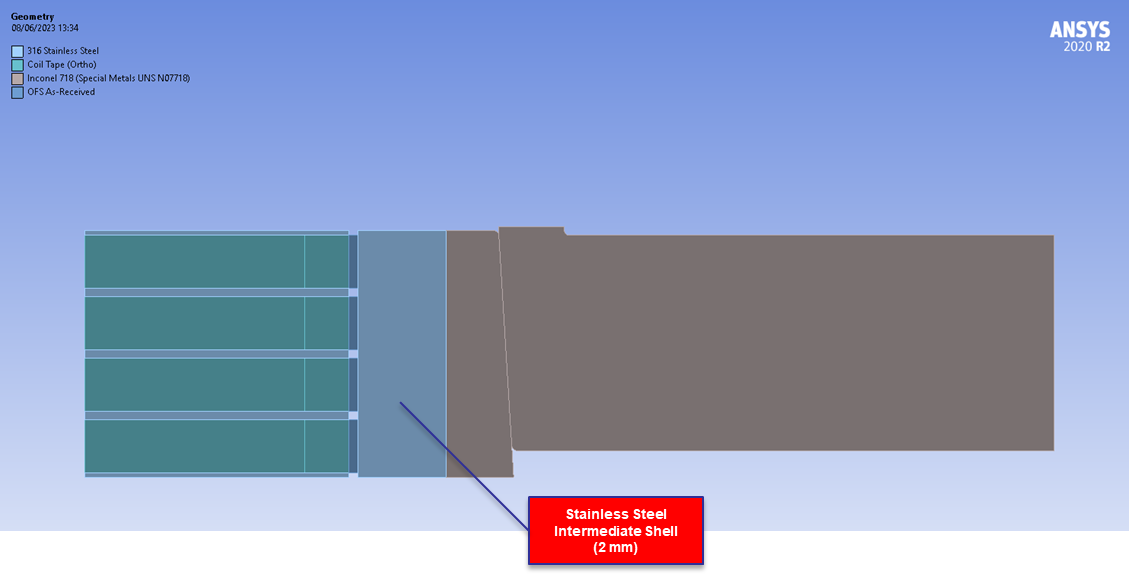 Geometry
08/06/2023 13:34
316 Stainless Steel
Coil Tape (Ortho)
Inconel 718 (Special Metals UNS N07718)
OFS As-Received
ANSYS
2020 R2
Stainless Steel
Intermediate Shell
(2 mm)